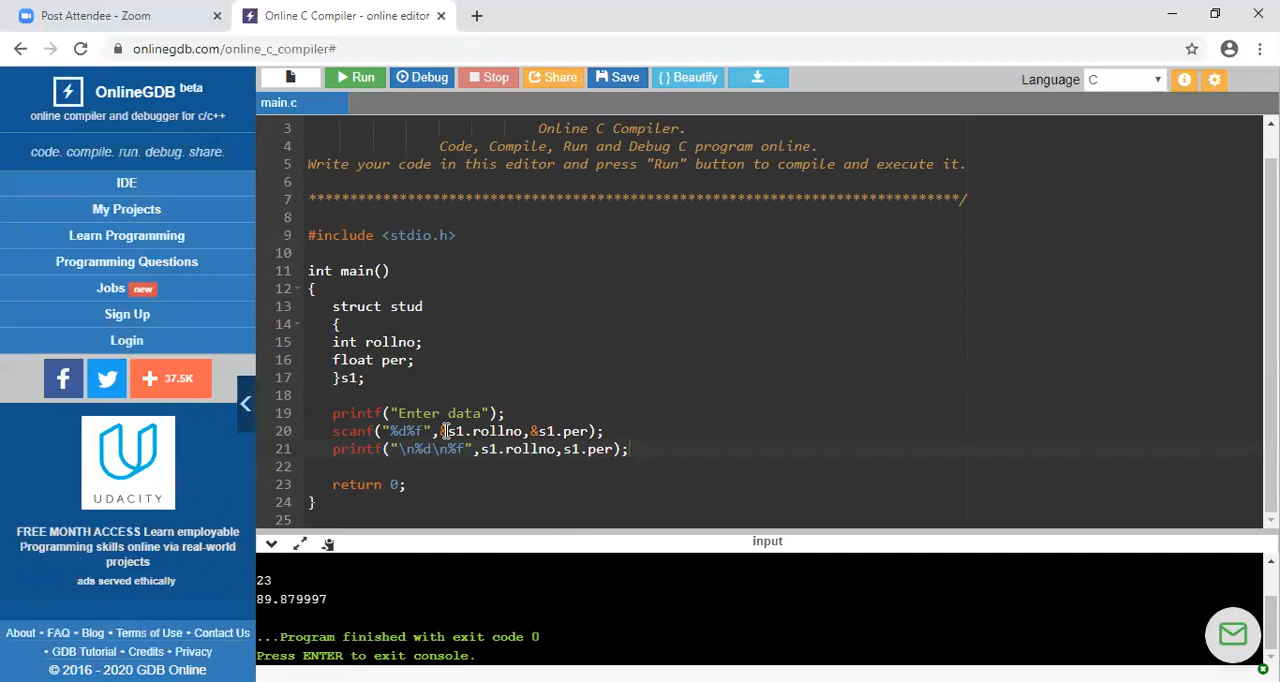 Post Attendee - Zoom
Online C Compiler - online editor
onlinegdb.com/online_c_compiler#
OnlineGDB beta
online compiler and debugger for c/c++
code. compile. run. debug. share.
IDE
My Projects
Learn Programming
Programming Questions
Jobs new
Sign Up
Login
37.5K
UDACITY
FREE MONTH ACCESS Learn employable
Programming skills online via real-world
projects
ads served ethically
About • FAQ • Blog • Terms of Use • Contact Us
• GDB Tutorial • Credits • Privacy
© 2016 - 2020 GDB Online
Run
Debug
Stop
Share
Save
{ } Beautify
Language C
main.c
3 Online C Compiler.
4 Code, Compile, Run and Debug C program online.
5 Write your code in this editor and press "Run" button to compile and execute it.
6
7 *******************************************************************************/
8
9 #include <stdio.h>
10
11 int main()
12 {
13 struct stud
14 {
15 int rollno;
16 float per;
17 }s1;
18
19 printf("Enter data");
20 scanf("%d%f",&s1.rollno,&s1.per);
21 printf("\n%d\n%f",s1.rollno,s1.per);
22
23 return 0;
24 }
25
input
23
89.879997
...Program finished with exit code 0
Press ENTER to exit console.